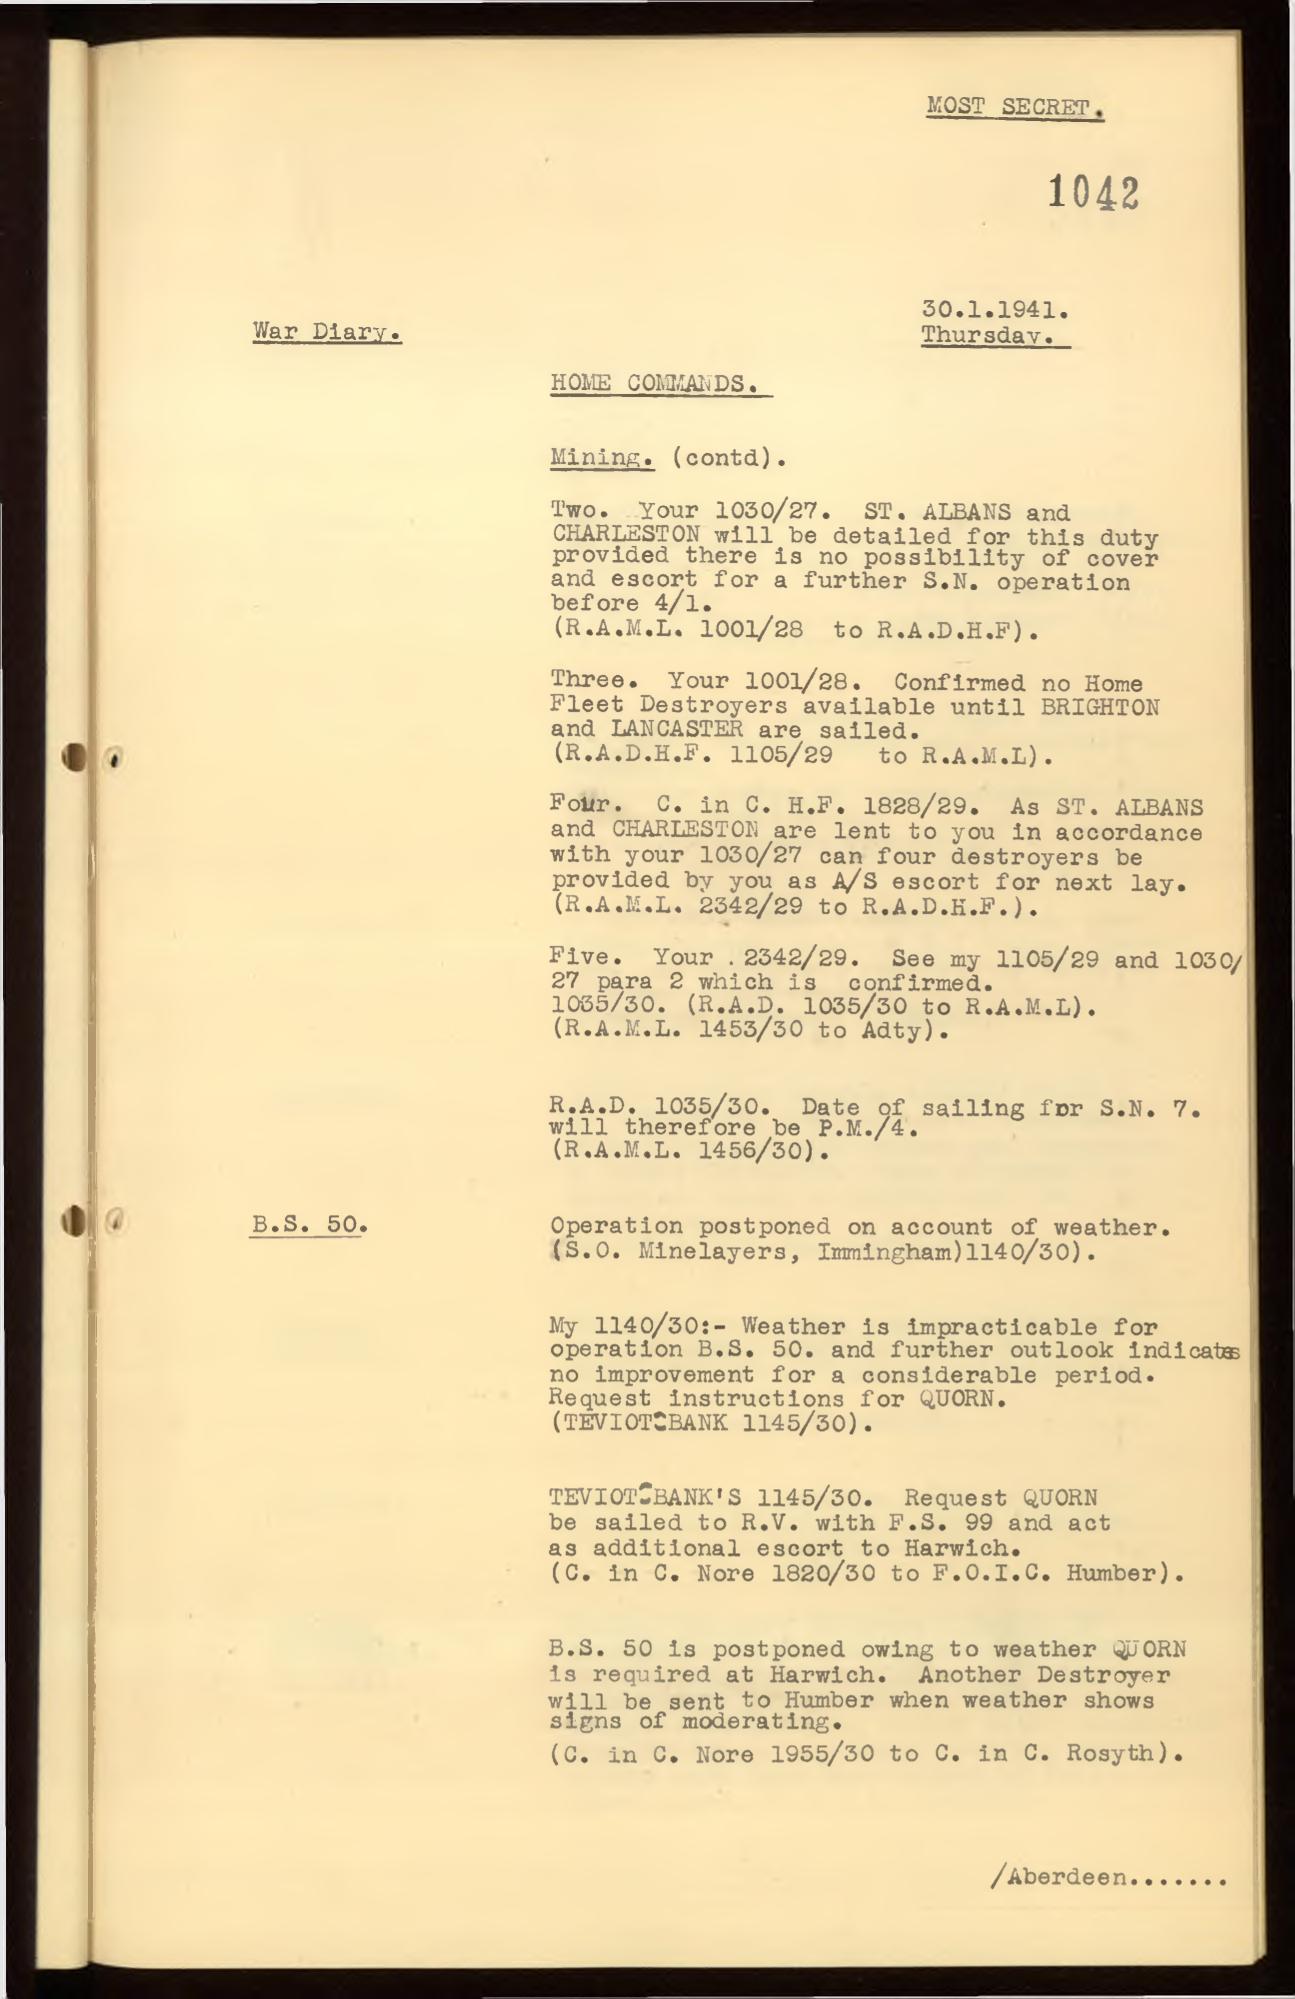 MOST SECRET.
1042
30.1.1941.
War Diary.
Thursday.
HOME COMMANDS.
Mining. (contd).
Two. Your 1030/27. ST. ALBANS and
CHARLESTON will be detailed for this duty
provided there is no possibility of cover
and escort for a further S.N. operation
before 4/1.
(R.A.M.L. 1001/28 to R.A.D.H.F).
Three. Your 1001/28. Confirmed no Home
Fleet Destroyers available until BRIGHTON
and LANCASTER are sailed.
(R.A.D.H.F. 1105/29 to R.A.M.L).
Four. C. in C. H.F. 1828/29. As ST. ALBANS
and CHARLESTON are lent to you in accordance
with your 1030/27 can four destroyers be
provided by you as A/S escort for next lay.
(R.A.M.L. 2342/29 to R.A.D.H.F.).
Five. Your . 2342/29. See my 1105/29 and 1030/
27 para 2 which is confirmed.
1035/30. (R.A.D. 1035/30 to R.A.M.L).
(R.A.M.L. 1453/30 to Adty).
R.A.D. 1035/30. Date of sailing for S.N. 7.
will therefore be P.M./4.
(R.A.M.L. 1456/30).
B.S. 50.
Operation postponed on account of weather.
(S.O. Minelayers, Immingham)1140/30).
My 1140/30:- Weather is impracticable for
operation B.S. 50. and further outlook indicates
no improvement for a considerable period.
Request instructions for QUORN.
(TEVIOTBANK 1145/30).
TEVIOTBANK'S 1145/30. Request QUORN
be sailed to R.V. with F.S. 99 and act
as additional escort to Harwich.
(C. in C. Nore 1820/30 to F.O.I.C. Humber).
B.S. 50 is postponed owing to weather QUORN
is required at Harwich. Another Destroyer
will be sent to Humber when weather shows
signs of moderating.
(C. in C. Nore 1955/30 to C. in C. Rosyth).
/Aberdeen.......